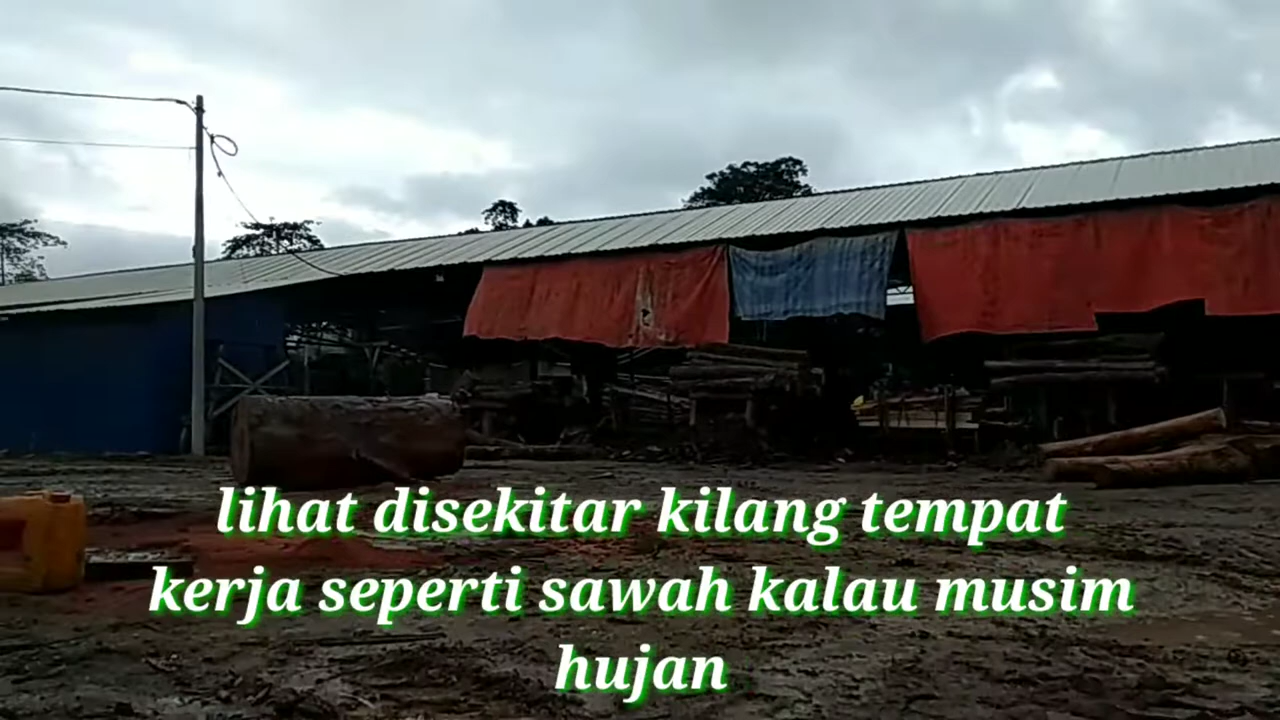 lihat disekitar kilang tempat
kerja seperti sawah kalau musim
hujan